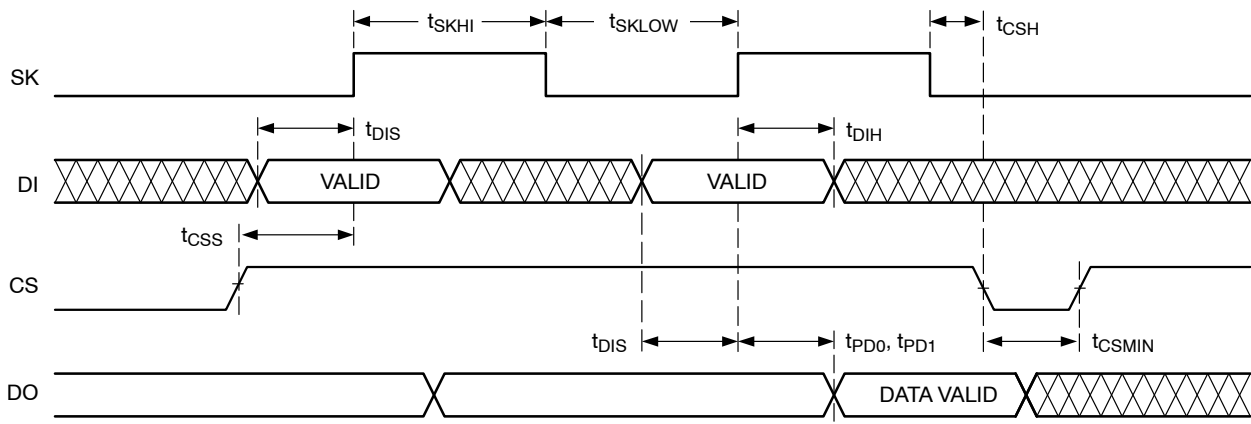 tSKHI tSKLOW tCSH
SK
tDIS tDIH
DI VALID VALID
tCSS
CS
tDIS tPD0, tPD1 tCSMIN
DO DATA VALID